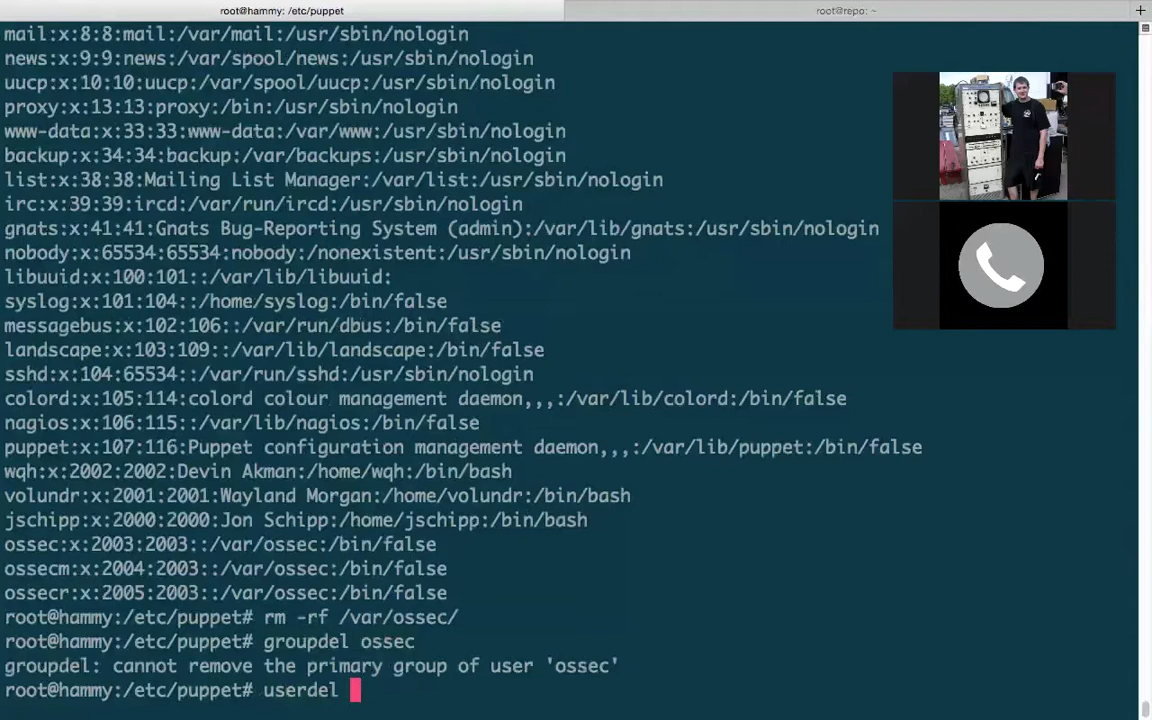 root@hammy: /etc/puppet
root@repo: ~
mail:x:8:8:mail:/var/mail:/usr/sbin/nologin
news:x:9:9:news:/var/spool/news:/usr/sbin/nologin
uucp:x:10:10:uucp:/var/spool/uucp:/usr/sbin/nologin
proxy:x:13:13:proxy:/bin:/usr/sbin/nologin
www-data:x:33:33:www-data:/var/www:/usr/sbin/nologin
backup:x:34:34:backup:/var/backups:/usr/sbin/nologin
list:x:38:38:Mailing List Manager:/var/list:/usr/sbin/nologin
irc:x:39:39:ircd:/var/run/ircd:/usr/sbin/nologin
gnats:x:41:41:Gnats Bug-Reporting System (admin):/var/lib/gnats:/usr/sbin/nologin
nobody:x:65534:65534:nobody:/nonexistent:/usr/sbin/nologin
libuuid:x:100:101::/var/lib/libuuid:
syslog:x:101:104::/home/syslog:/bin/false
messagebus:x:102:106::/var/run/dbus:/bin/false
landscape:x:103:109::/var/lib/landscape:/bin/false
sshd:x:104:65534::/var/run/sshd:/usr/sbin/nologin
colord:x:105:114:colord colour management daemon,,,:/var/lib/colord:/bin/false
nagios:x:106:115::/var/lib/nagios:/bin/false
puppet:x:107:116:Puppet configuration management daemon,,,:/var/lib/puppet:/bin/false
wqh:x:2002:2002:Devin Akman:/home/wqh:/bin/bash
volundr:x:2001:2001:Wayland Morgan:/home/volundr:/bin/bash
jschipp:x:2000:2000:Jon Schipp:/home/jschipp:/bin/bash
ossec:x:2003:2003::/var/ossec:/bin/false
ossecm:x:2004:2003::/var/ossec:/bin/false
ossecr:x:2005:2003::/var/ossec:/bin/false
root@hammy:/etc/puppet# rm -rf /var/ossec/
root@hammy:/etc/puppet# groupdel ossec
groupdel: cannot remove the primary group of user 'ossec'
root@hammy:/etc/puppet# userdel